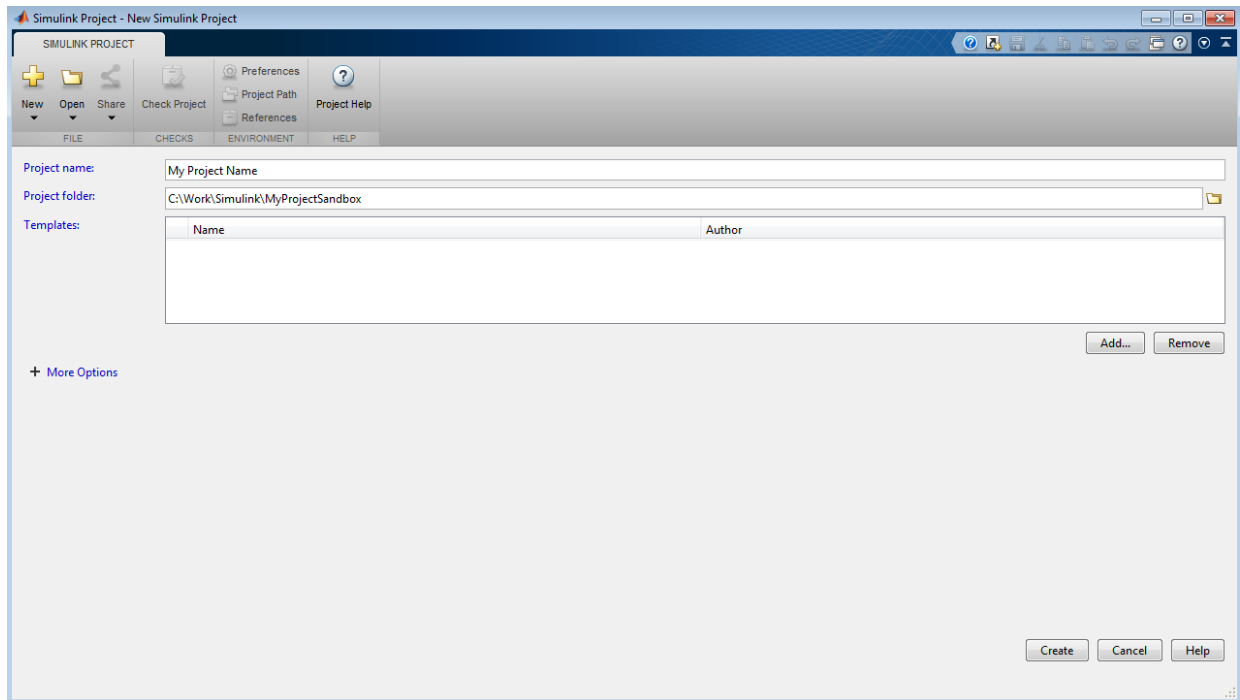 Simulink Project - New Simulink Project
SIMULINK PROJECT
New
Open
Share
Check Project
Preferences
Project Path
References
Project Help
FILE
CHECKS
ENVIRONMENT
HELP
Project name:
My Project Name
Project folder:
C:\Work\Simulink\MyProjectSandbox
Templates:
Name
Author
Add...
Remove
+ More Options
Create
Cancel
Help